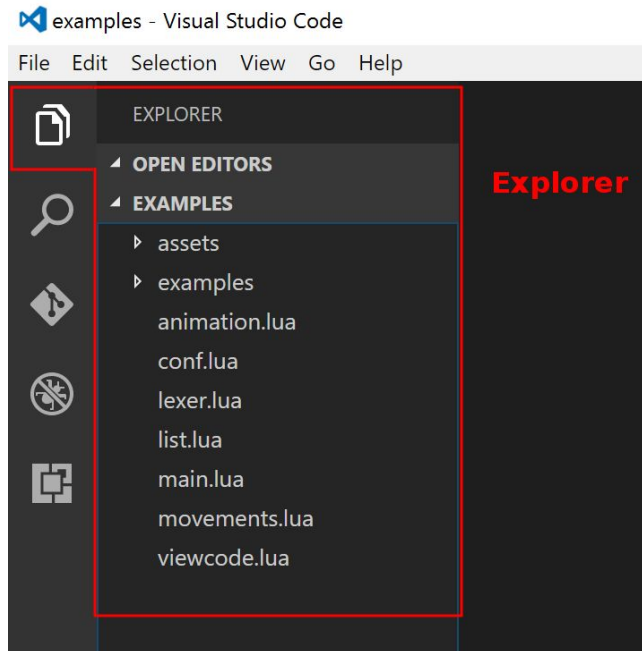 examples - Visual Studio Code
File Edit Selection View Go Help
EXPLORER
OPEN EDITORS
EXAMPLES
Explorer
assets
examples
animation.lua
conf.lua
lexer.lua
list.lua
main.lua
movements.lua
viewcode.lua